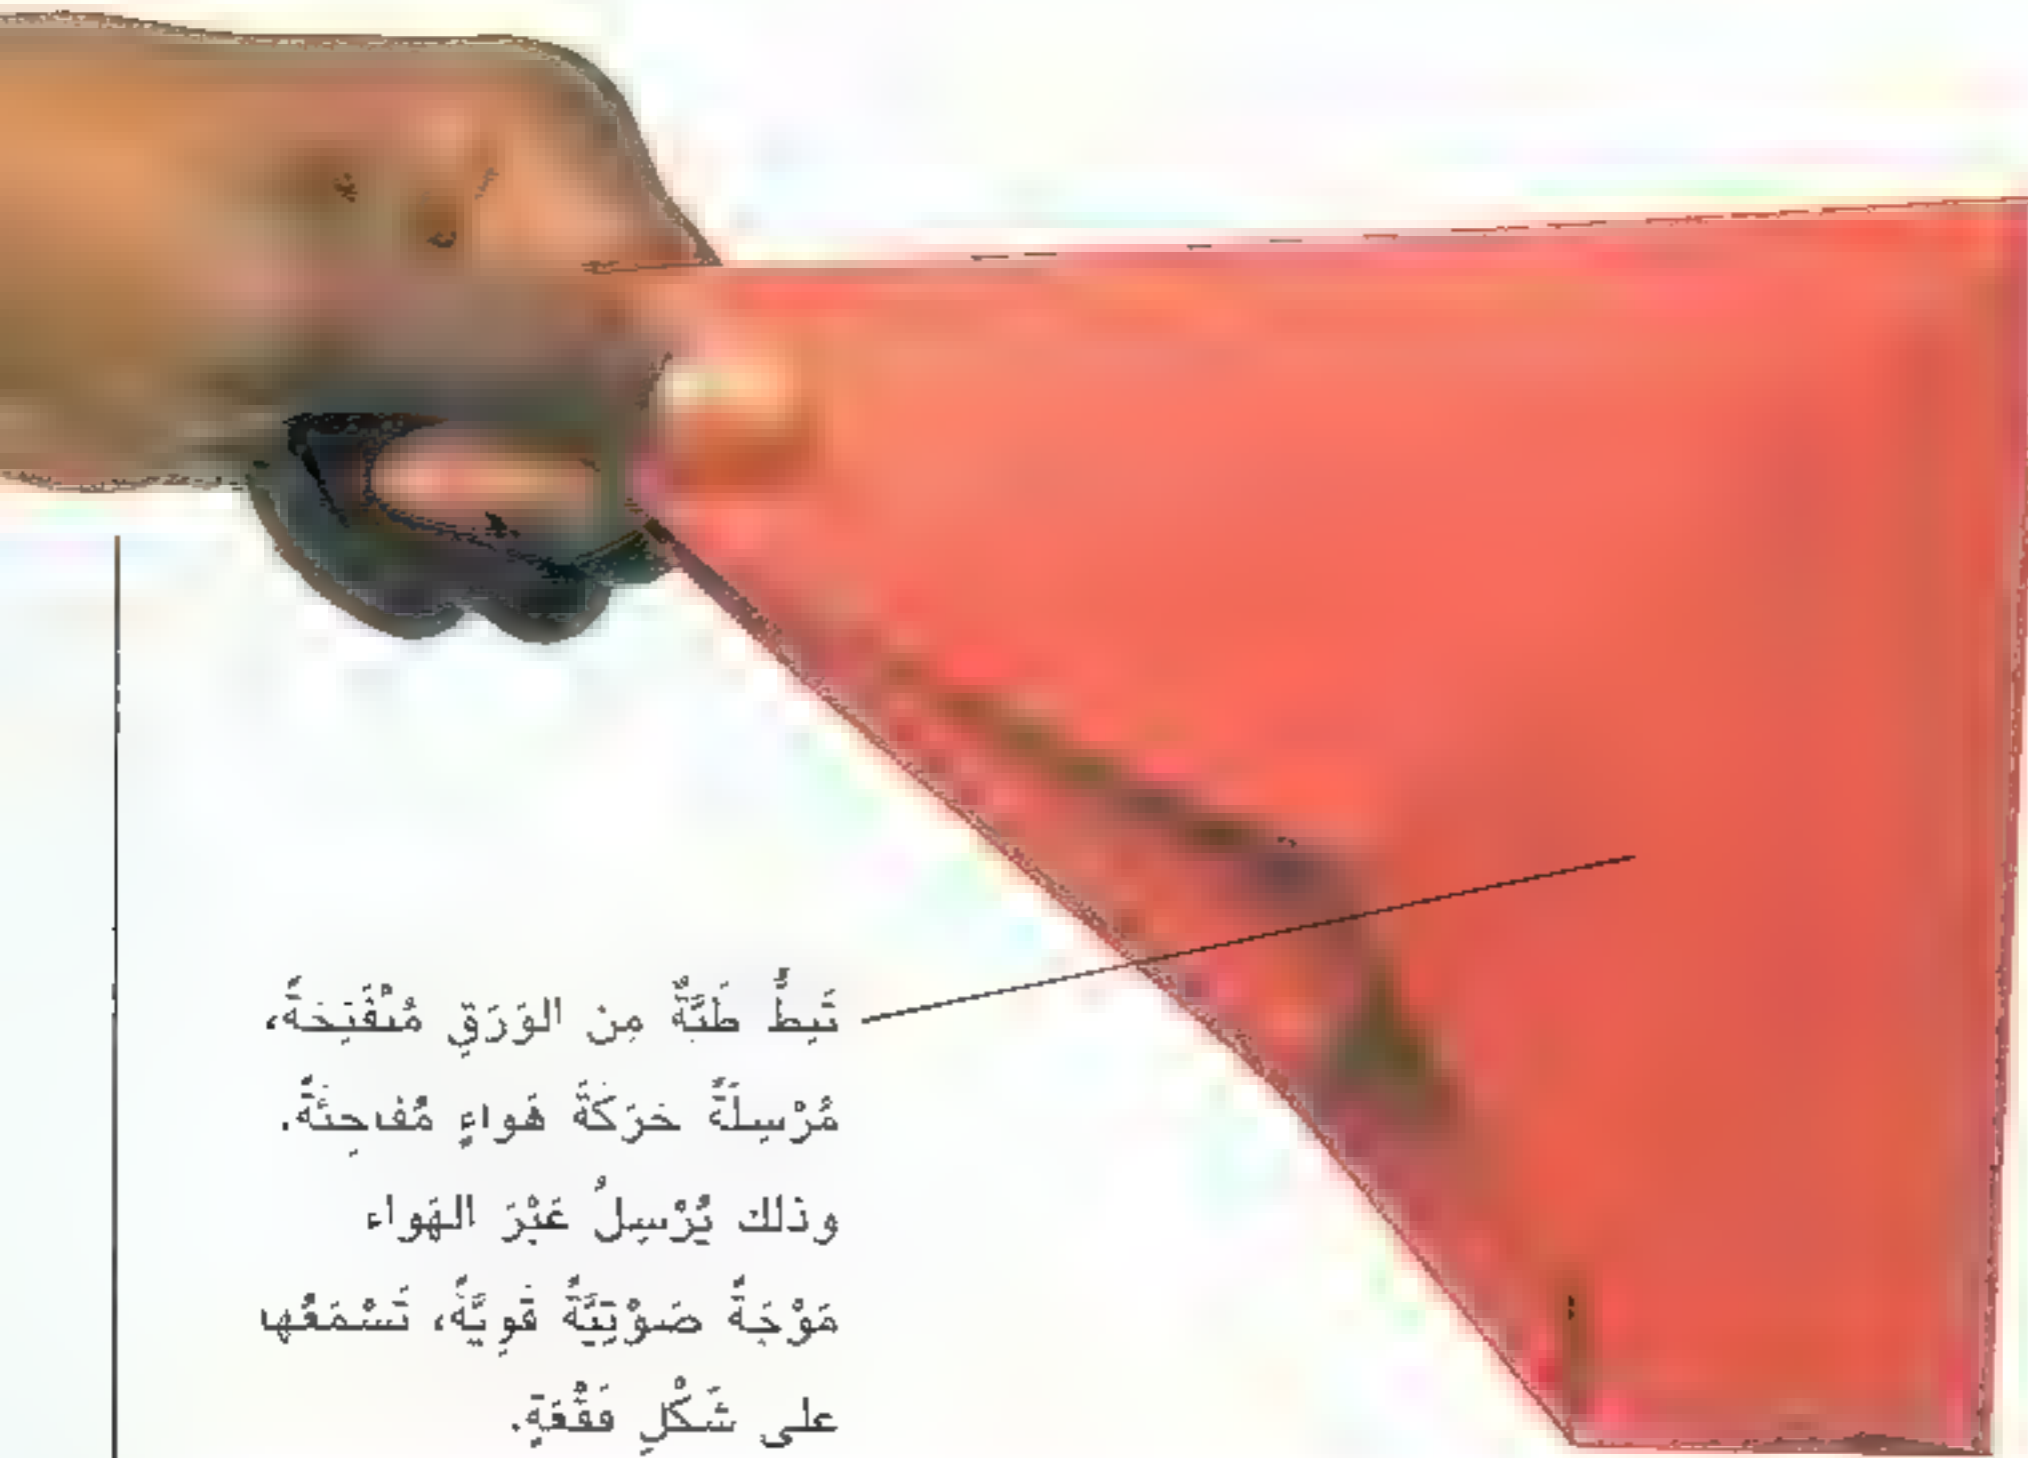 تَنِطُّ طَيَّةٌ مِن الوَرَقِ مُنْفَتِحَةً،
مُرْسِلَةً حَرَكَةَ هَواءٍ مُفاجِئَةً.
وذلك يُرْسِلُ عَبْرَ الهَواء
مَوْجَةً صَوْتِيَّةً قَوِيَّةً، تَسْمَعُها
على شَكْلِ فَقْعَةٍ.